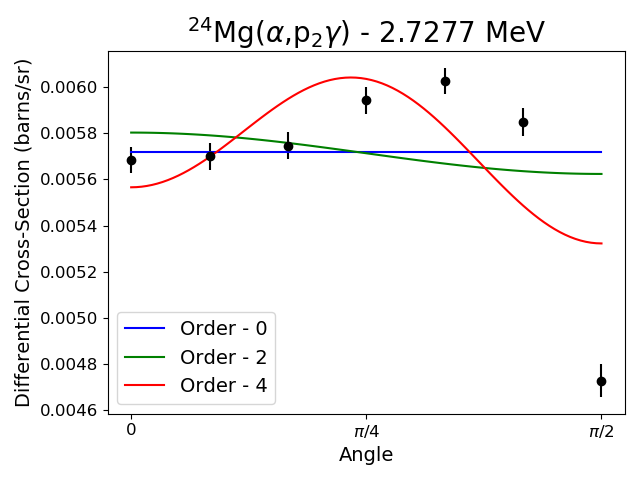 ²⁴Mg(α,p₂γ) - 2.7277 MeV
Differential Cross-Section (barns/sr)
0.0060
0.0058
0.0056
0.0054
0.0052
0.0050
0.0048
0.0046
Order - 0
Order - 2
Order - 4
0 π/4 π/2
Angle